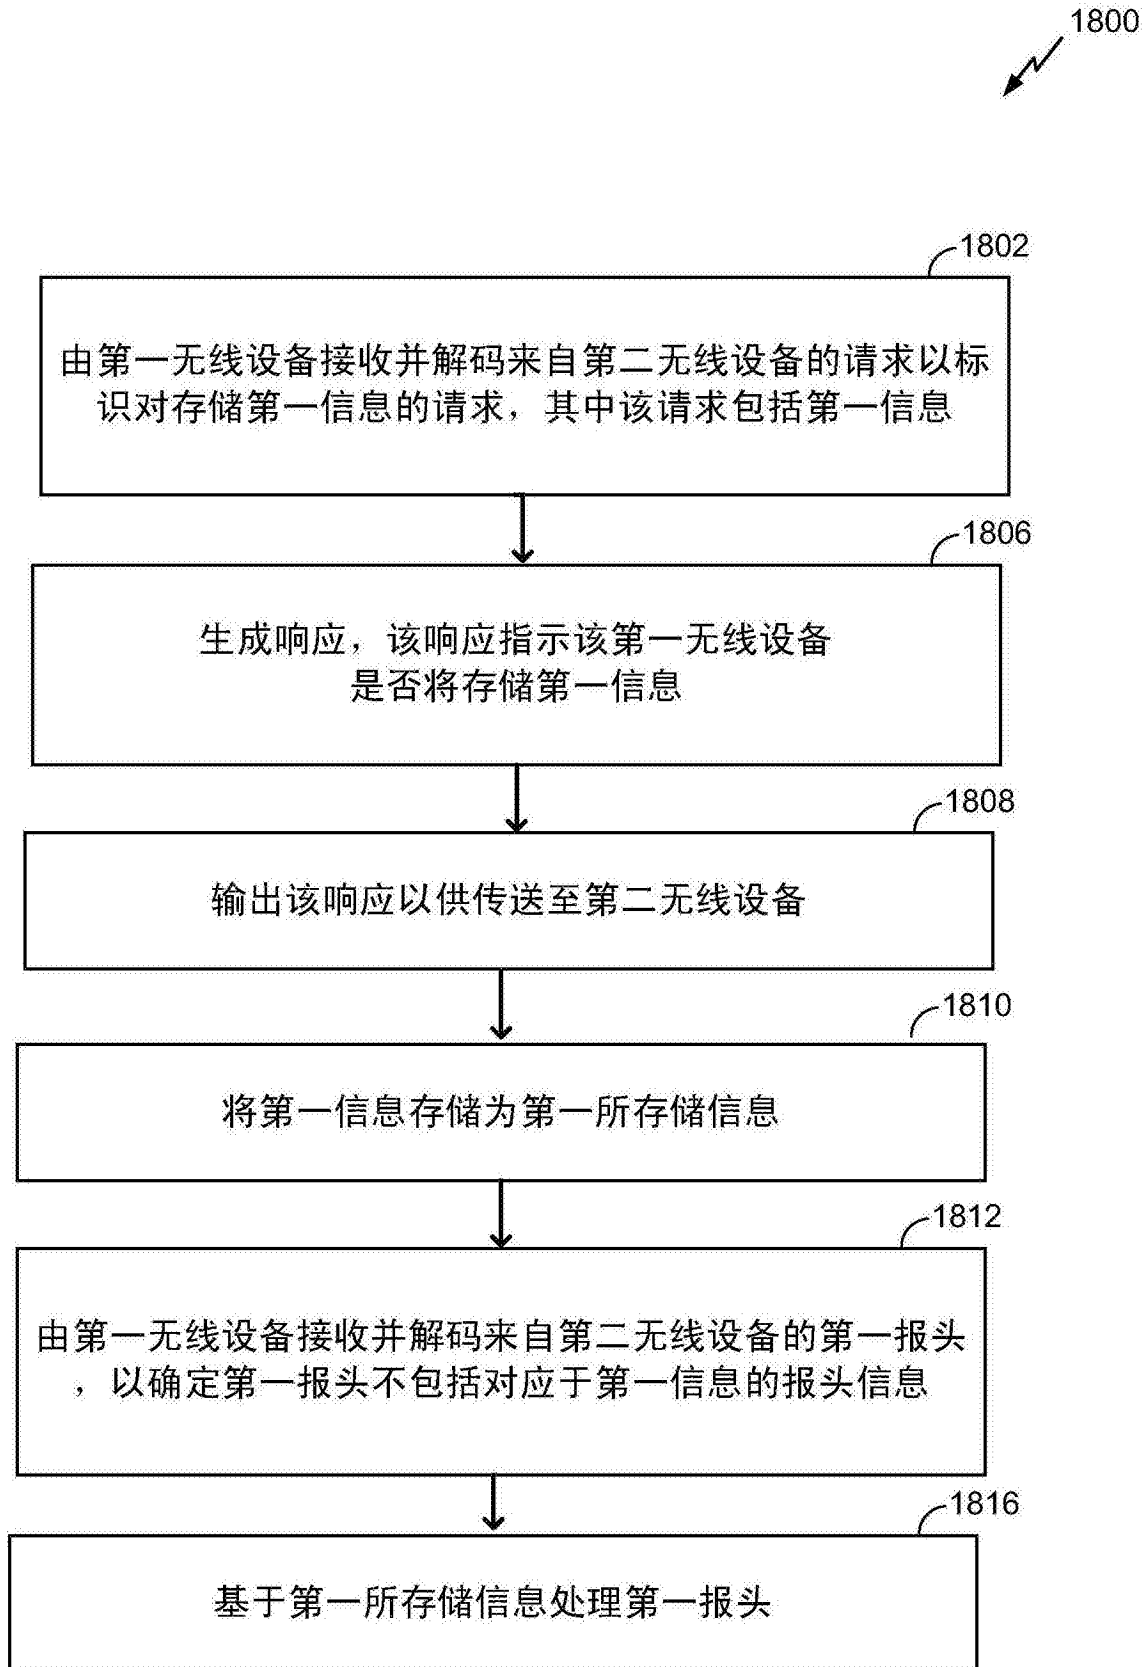 1800
1802
由第一无线设备接收并解码来自第二无线设备的请求以标
识对存储第一信息的请求，其中该请求包括第一信息
1806
生成响应，该响应指示该第一无线设备
是否将存储第一信息
1808
输出该响应以供传送至第二无线设备
1810
将第一信息存储为第一所存储信息
1812
由第一无线设备接收并解码来自第二无线设备的第一报头
，以确定第一报头不包括对应于第一信息的报头信息
1816
基于第一所存储信息处理第一报头